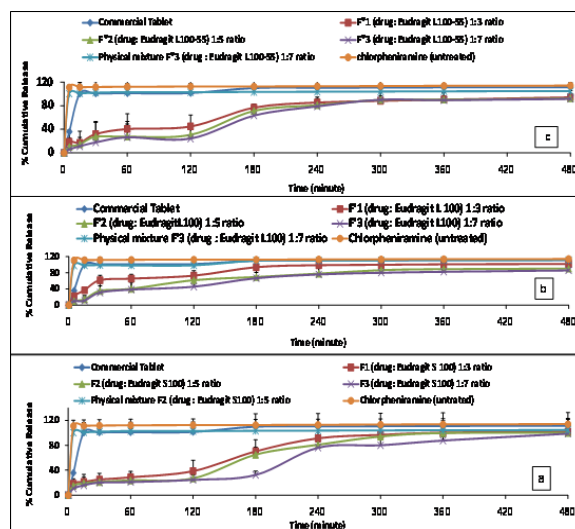 Commercial Tablet F"1 (drug: Eudragit L100-55) 1:3 ratio
F"2 (drug: Eudragit L100-55) 1:5 ratio F"3 (drug: Eudragit L100-55) 1:7 ratio
Physical mixture F"3 (drug : Eudragit L100-55) 1:7 ratio chlorpheniramine (untreated)
% Cumulative Release
120
80
40
0
0 60 120 180 240 300 360 420 480
Time (minute)
c
Commercial Tablet F'1 (drug: Eudragit L 100) 1:3 ratio
F'2 (drug: Eudragit L100) 1:5 ratio F'3 (drug: Eudragit L100) 1:7 ratio
Physical mixture F'3 (drug : Eudragit L100) 1:7 ratio Chlorpheniramine (untreated)
% Cumulative Release
120
80
40
0
0 60 120 180 240 300 360 420 480
Time (minute)
b
Commercial Tablet F1 (drug: Eudragit S100) 1:3 ratio
F2 (drug: Eudragit S100) 1:5 ratio F3 (drug: Eudragit S100) 1:7 ratio
Physical mixture F2 (drug: Eudragit S100) 1:5 ratio Chlorpheniramine (untreated)
% Cumulative Release
120
80
40
0
0 60 120 180 240 300 360 420 480
Time (minute)
a